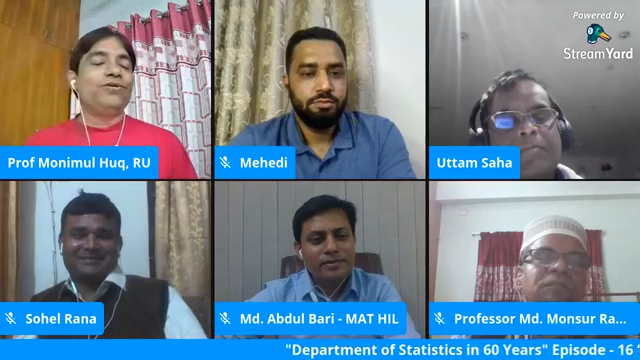 Powered by
StreamYard
Prof Monimul Huq, RU
Mehedi
Uttam Saha
Sohel Rana
Md. Abdul Bari - MAT HIL
Professor Md. Monsur Ra...
"Department of Statistics in 60 Years" Episode - 16